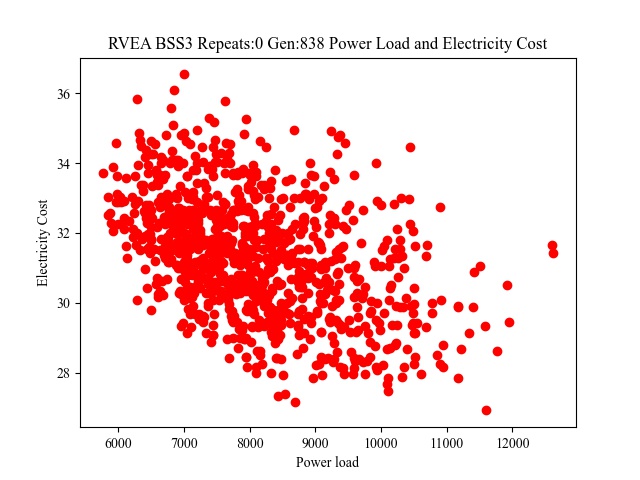 RVEA BSS3 Repeats:0 Gen:838 Power Load and Electricity Cost
36
34
32
30
28
Electricity Cost
6000 7000 8000 9000 10000 11000 12000
Power load